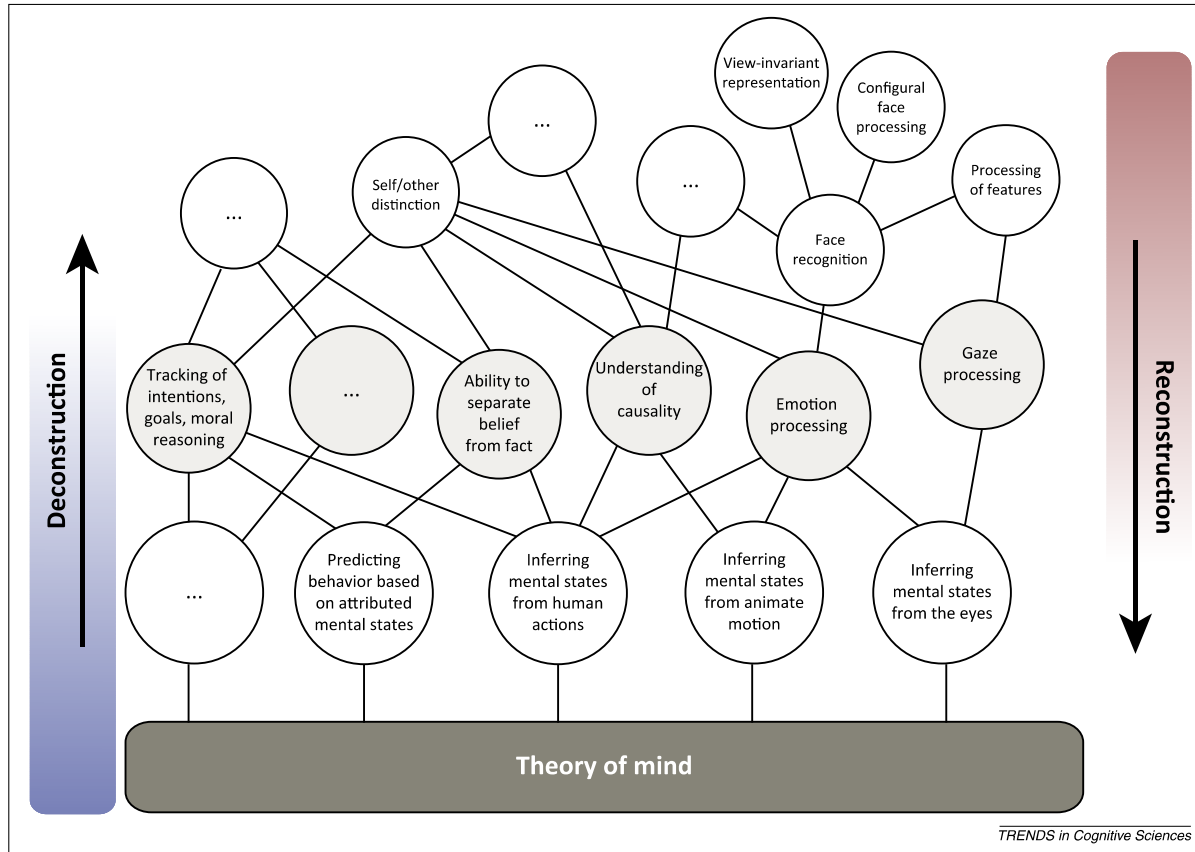 View-invariant
representation
Configural
face
processing
...
Self/other
distinction
...
Processing
of features
...
Face
recognition
Deconstruction
Reconstruction
Tracking of
intentions,
goals, moral
reasoning
...
Ability to
separate
belief
from fact
Understanding
of
causality
Emotion
processing
Gaze
processing
...
Predicting
behavior based
on attributed
mental states
Inferring
mental states
from human
actions
Inferring
mental states
from animate
motion
Inferring
mental states
from the eyes
Theory of mind
TRENDS in Cognitive Sciences